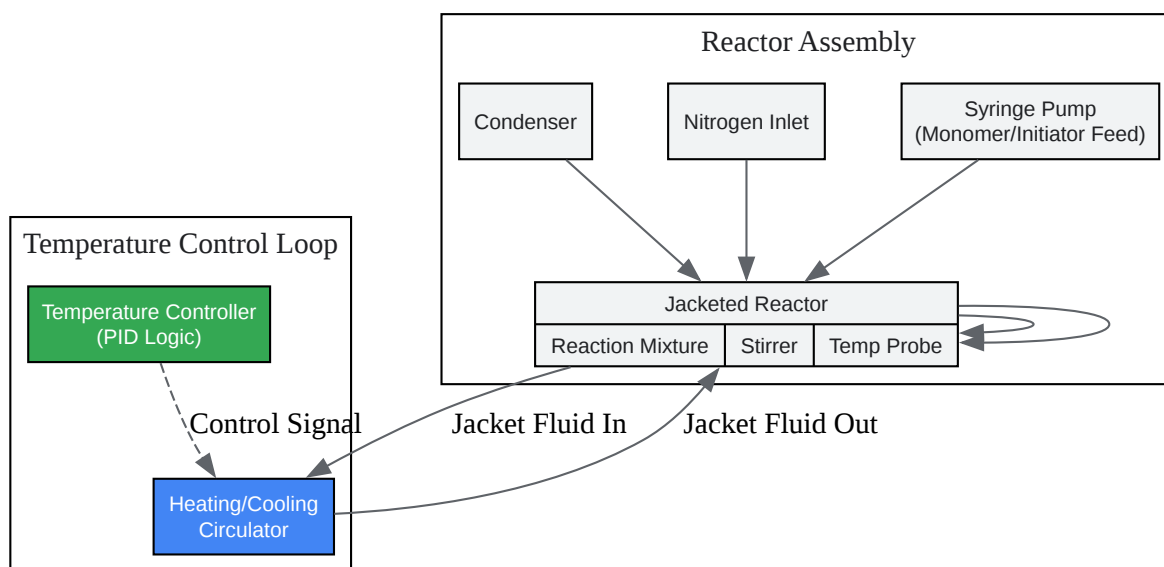 Reactor Assembly
Condenser
Nitrogen Inlet
Syringe Pump
(Monomer/Initiator Feed)
Temperature Control Loop
Temperature Controller
(PID Logic)
Jacketed Reactor
Reaction Mixture
Stirrer
Temp Probe
Control Signal
Jacket Fluid In
Jacket Fluid Out
Heating/Cooling
Circulator